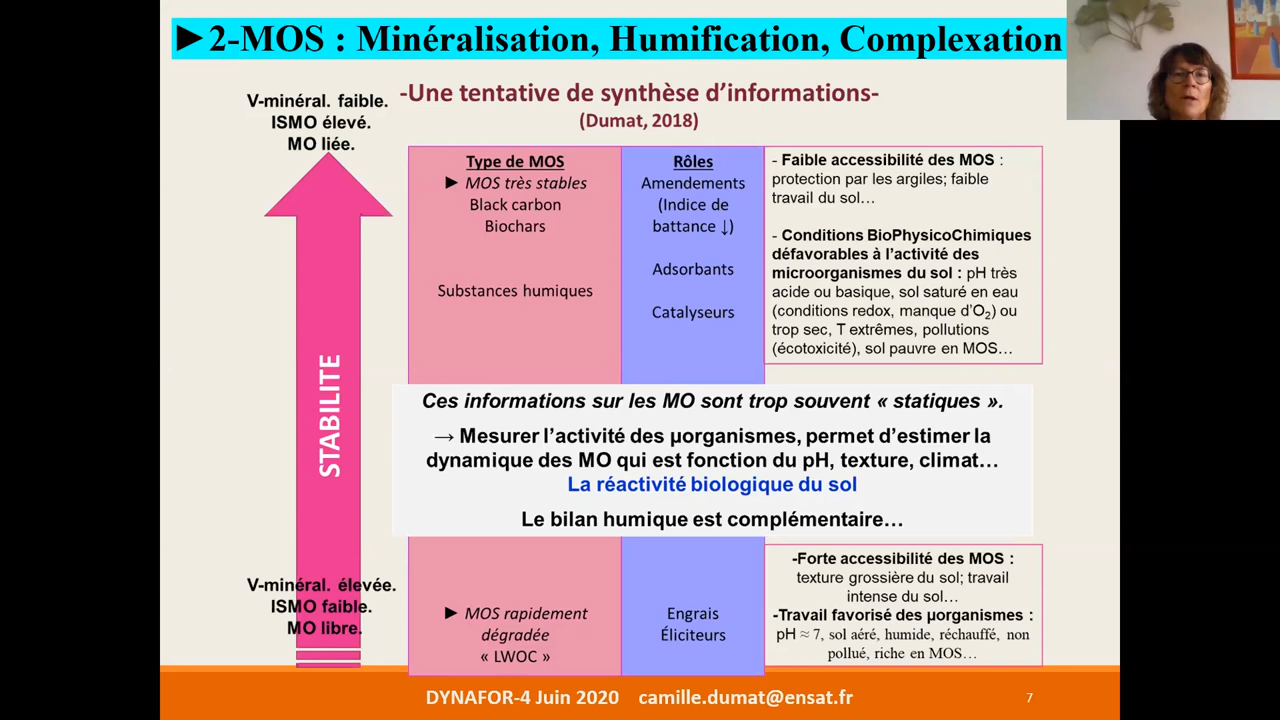 ►2-MOS : Minéralisation, Humification, Complexation
-Une tentative de synthèse d’informations-
(Dumat, 2018)
V-minéral. faible.
ISMO élevé.
MO liée.
STABILITE
V-minéral. élevée.
ISMO faible.
MO libre.
Type de MOS
► MOS très stables
Black carbon
Biochars
Substances humiques
Rôles
Amendements
(Indice de
battance ↓)
Adsorbants
Catalyseurs
- Faible accessibilité des MOS :
protection par les argiles; faible
travail du sol…
- Conditions BioPhysicoChimiques
défavorables à l’activité des
microorganismes du sol : pH très
acide ou basique, sol saturé en eau
(conditions redox, manque d’O₂) ou
trop sec, T extrêmes, pollutions
(écotoxicité), sol pauvre en MOS…
Ces informations sur les MO sont trop souvent « statiques ».
→ Mesurer l’activité des µorganismes, permet d’estimer la
dynamique des MO qui est fonction du pH, texture, climat…
La réactivité biologique du sol
Le bilan humique est complémentaire…
► MOS rapidement
dégradée
« LWOC »
Engrais
Éliciteurs
-Forte accessibilité des MOS :
texture grossière du sol; travail
intense du sol…
-Travail favorisé des µorganismes :
pH ≈ 7, sol aéré, humide, réchauffé, non
pollué, riche en MOS…
DYNAFOR-4 Juin 2020 camille.dumat@ensat.fr
7